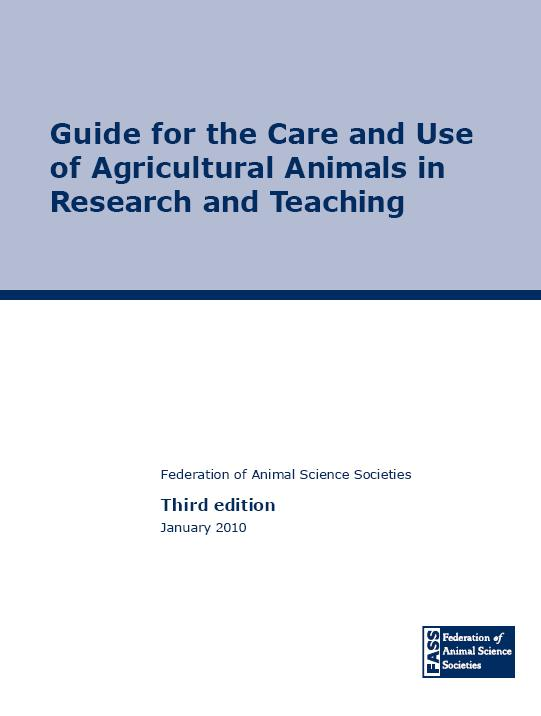 Guide for the Care and Use
of Agricultural Animals in
Research and Teaching
Federation of Animal Science Societies
Third edition
January 2010
FASS
Federation of
Animal Science
Societies